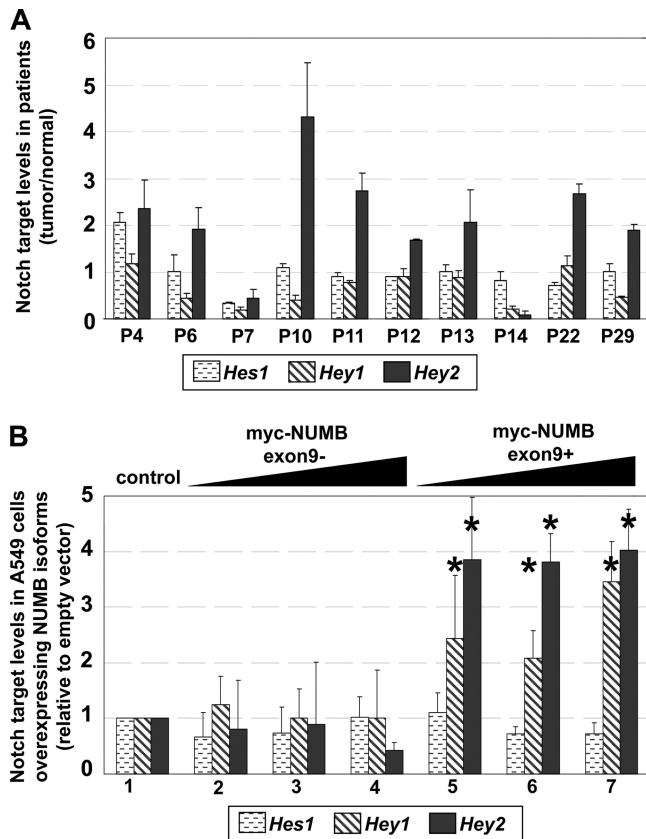 A
Notch target levels in patients
(tumor/normal)
6
5
4
3
2
1
0
P4 P6 P7 P10 P11 P12 P13 P14 P22 P29
Hes1 Hey1 Hey2
B
myc-NUMB
exon9-
myc-NUMB
exon9+
control
Notch target levels in A549 cells
overexpressing NUMB isoforms
(relative to empty vector)
5
4
3
2
1
0
* * * * * *
1 2 3 4 5 6 7
Hes1 Hey1 Hey2